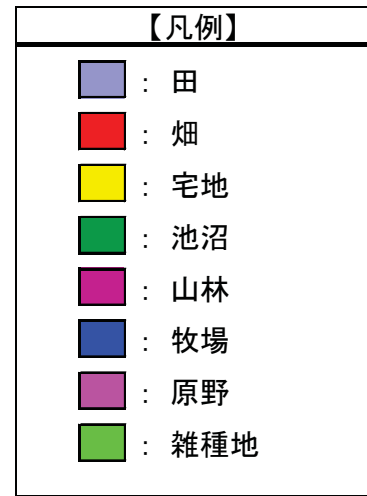 【凡例】
： 田
： 畑
： 宅地
： 池沼
： 山林
： 牧場
： 原野
： 雑種地